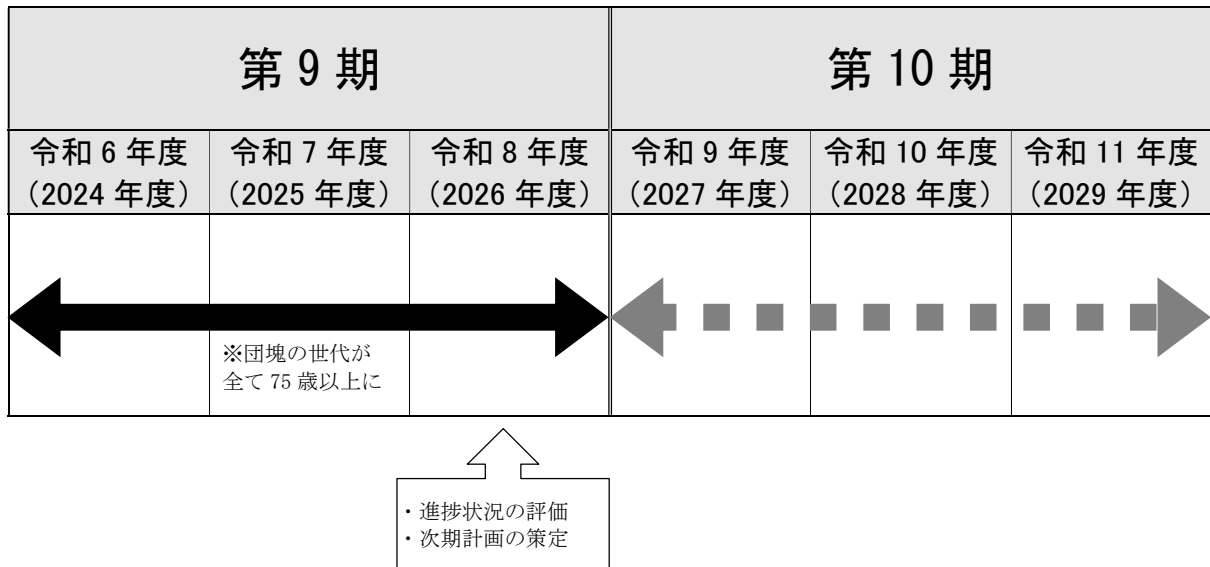 第 9 期
第 10 期
令和 6 年度
(2024 年度)
令和 7 年度
(2025 年度)
令和 8 年度
(2026 年度)
令和 9 年度
(2027 年度)
令和 10 年度
(2028 年度)
令和 11 年度
(2029 年度)
※団塊の世代が
全て 75 歳以上に
・進捗状況の評価
・次期計画の策定